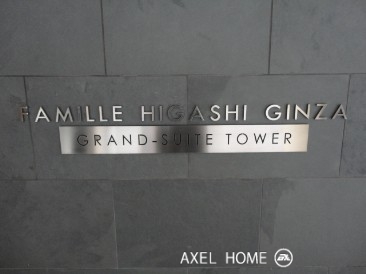 FAMILLE HIGASHI GINZA
GRAND-SUITE TOWER
AXEL HOME